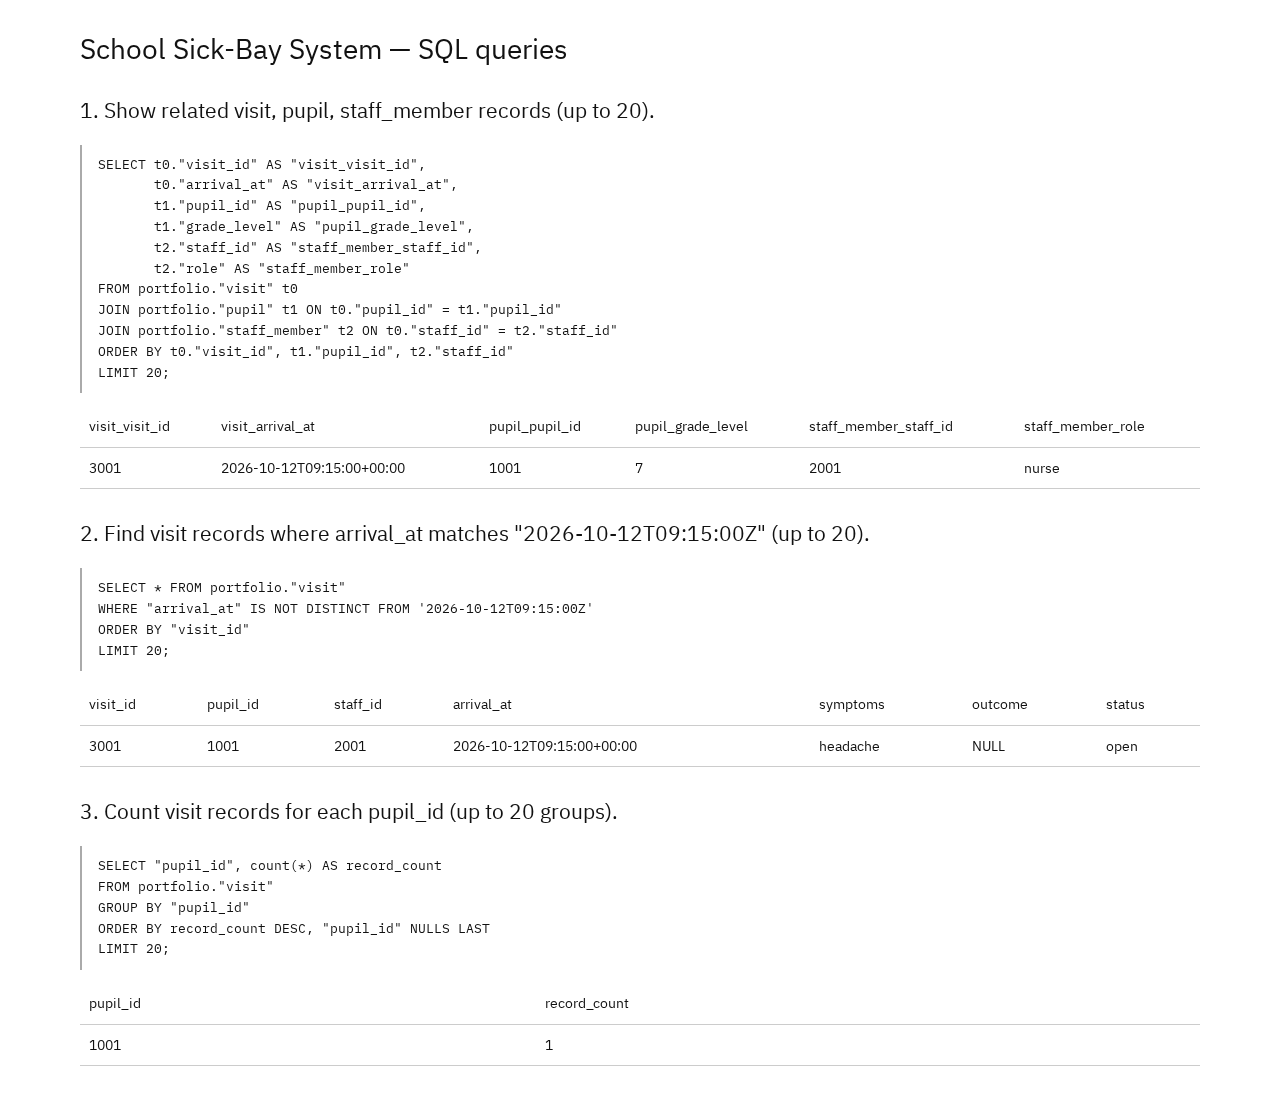 School Sick-Bay System — SQL queries
1. Show related visit, pupil, staff_member records (up to 20).
SELECT t0."visit_id" AS "visit_visit_id",
       t0."arrival_at" AS "visit_arrival_at",
       t1."pupil_id" AS "pupil_pupil_id",
       t1."grade_level" AS "pupil_grade_level",
       t2."staff_id" AS "staff_member_staff_id",
       t2."role" AS "staff_member_role"
FROM portfolio."visit" t0
JOIN portfolio."pupil" t1 ON t0."pupil_id" = t1."pupil_id"
JOIN portfolio."staff_member" t2 ON t0."staff_id" = t2."staff_id"
ORDER BY t0."visit_id", t1."pupil_id", t2."staff_id"
LIMIT 20;
visit_visit_id visit_arrival_at pupil_pupil_id pupil_grade_level staff_member_staff_id staff_member_role
3001 2026-10-12T09:15:00+00:00 1001 7 2001 nurse
2. Find visit records where arrival_at matches "2026-10-12T09:15:00Z" (up to 20).
SELECT * FROM portfolio."visit"
WHERE "arrival_at" IS NOT DISTINCT FROM '2026-10-12T09:15:00Z'
ORDER BY "visit_id"
LIMIT 20;
visit_id pupil_id staff_id arrival_at symptoms outcome status
3001 1001 2001 2026-10-12T09:15:00+00:00 headache NULL open
3. Count visit records for each pupil_id (up to 20 groups).
SELECT "pupil_id", count(*) AS record_count
FROM portfolio."visit"
GROUP BY "pupil_id"
ORDER BY record_count DESC, "pupil_id" NULLS LAST
LIMIT 20;
pupil_id record_count
1001 1